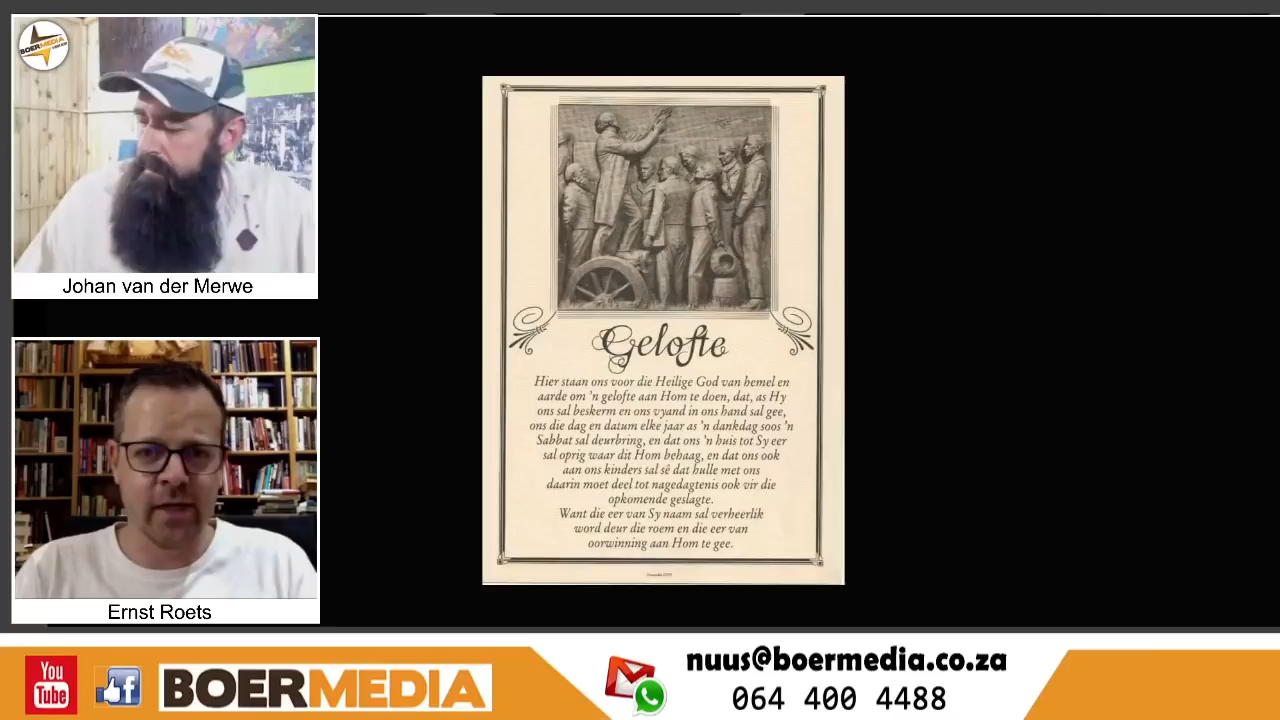 BOERMEDIA
Johan van der Merwe
Gelofte
Hier staan ons voor die Heilige God van hemel en
aarde om 'n gelofte aan Hom te doen, dat, as Hy
ons sal beskerm en ons vyand in ons hand sal gee,
ons die dag en datum elke jaar as 'n dankdag soos 'n
Sabbat sal deurbring, en dat ons 'n huis tot Sy eer
sal oprig waar dit Hom behaag, en dat ons ook
aan ons kinders sal sê dat hulle met ons
daarin moet deel tot nagedagtenis ook vir die
opkomende geslagte.
Want die eer van Sy naam sal verheerlik
word deur die roem en die eer van
oorwinning aan Hom te gee.
Ernst Roets
You
Tube
BOERMEDIA
nuus@boermedia.co.za
064 400 4488